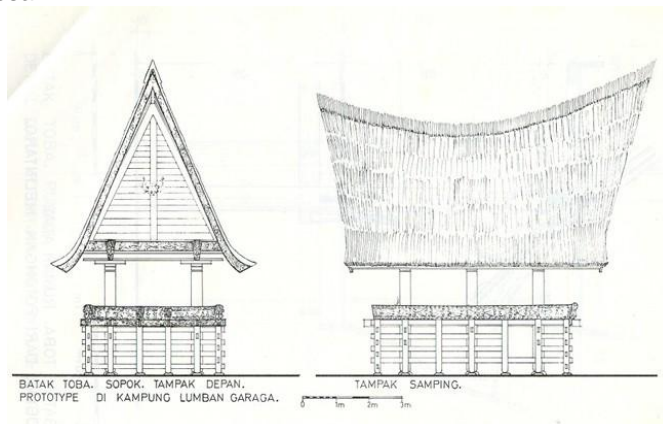 BATAK TOBA. SOPOK. TAMPAK DEPAN.
PROTOTYPE DI KAMPUNG LUMBAN GARAGA.
TAMPAK SAMPING.
0 1m 2m 3m